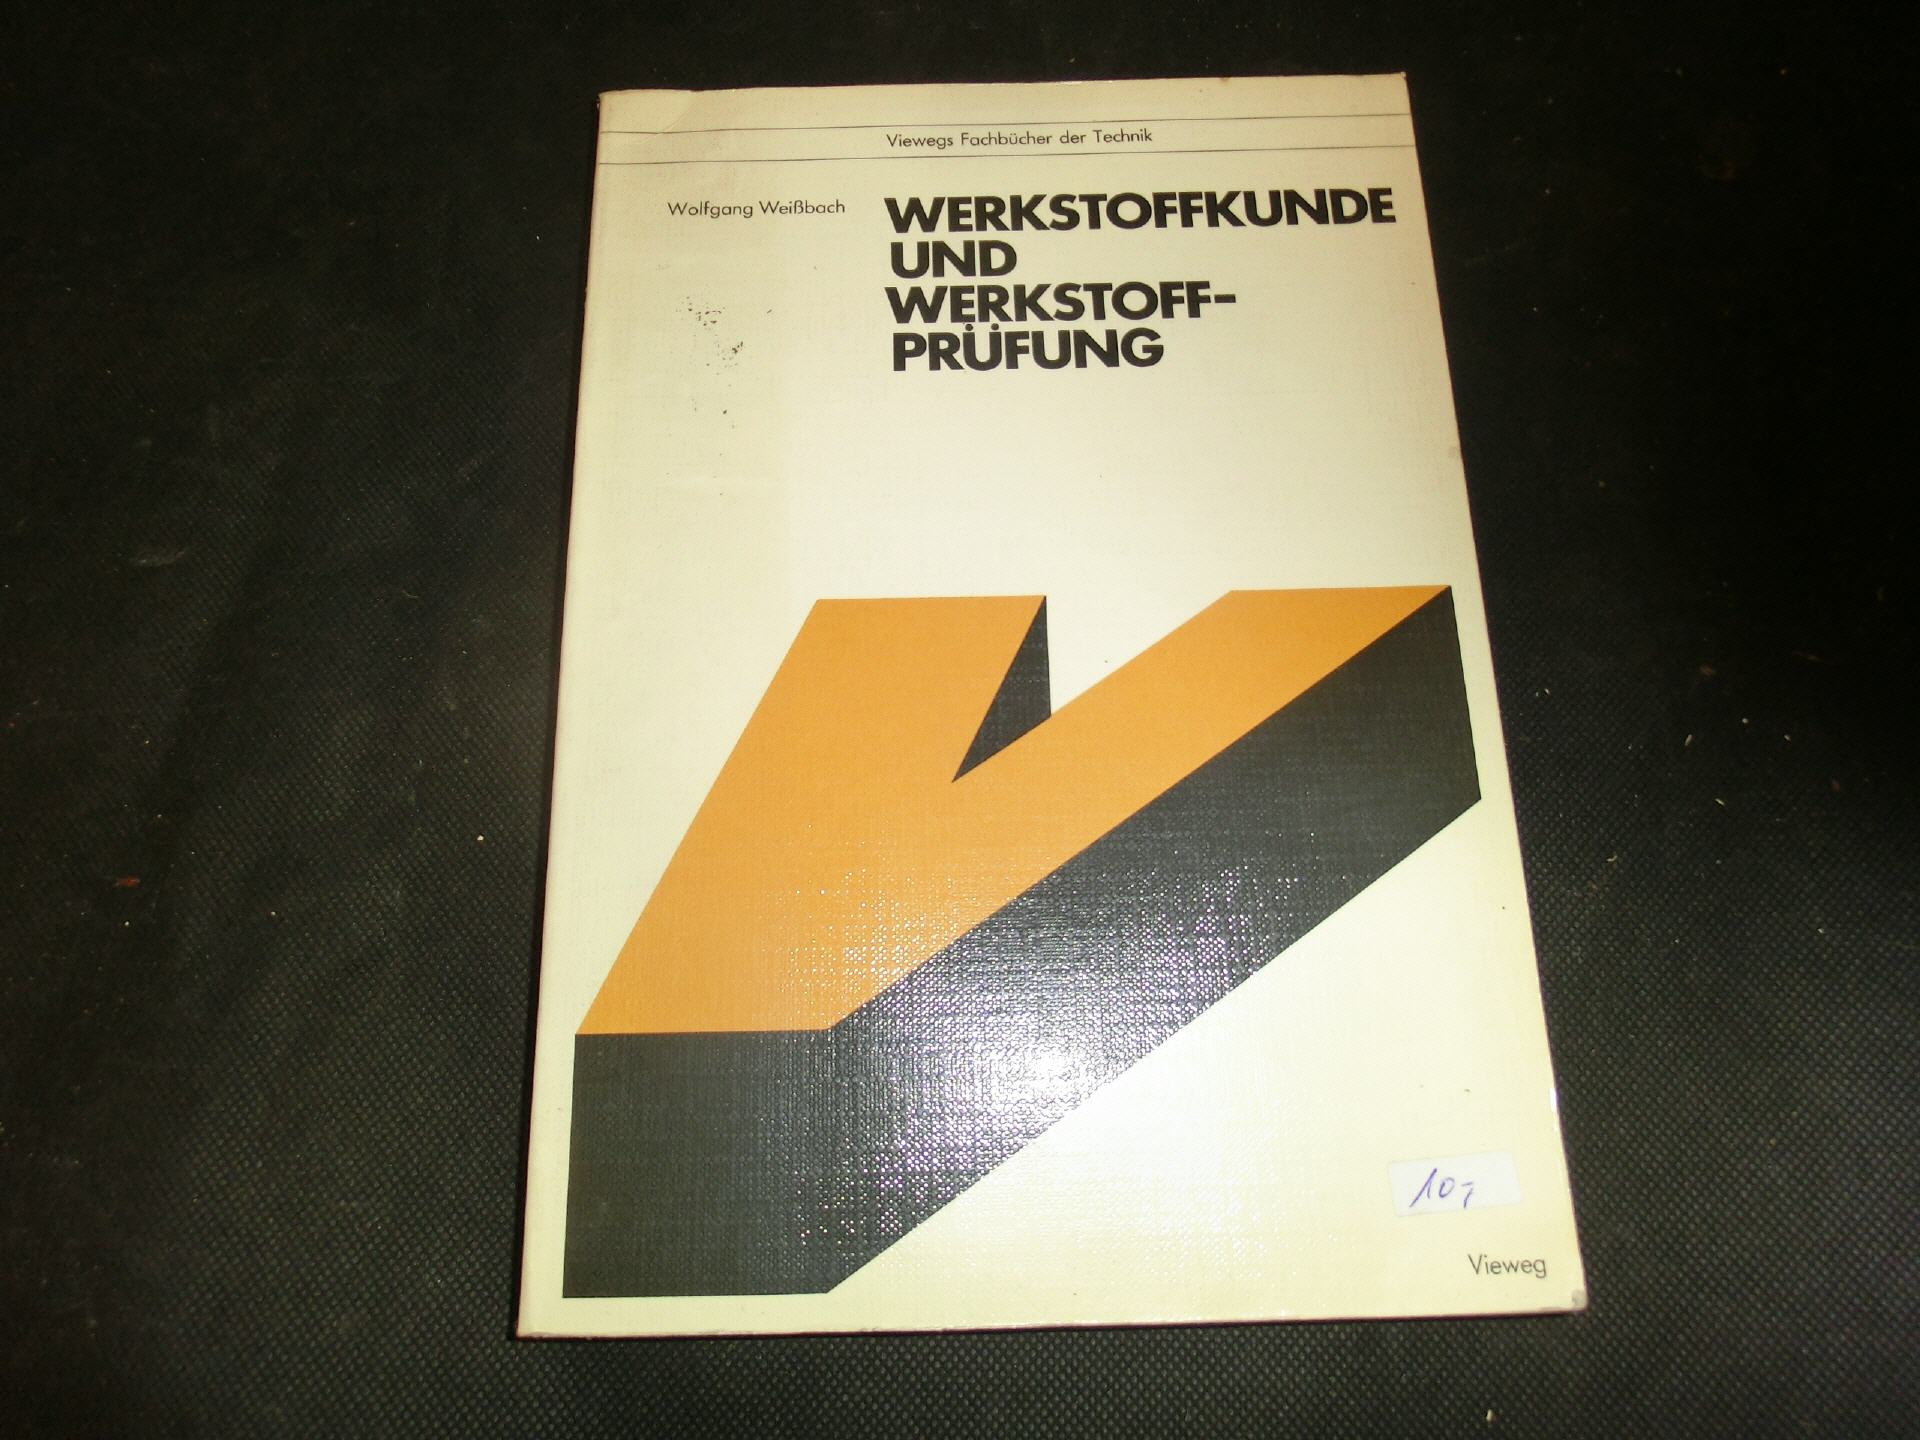 Viewegs Fachbücher der Technik
Wolfgang Weißbach
WERKSTOFFKUNDE
UND
WERKSTOFF-
PRÜFUNG
10,-
Vieweg